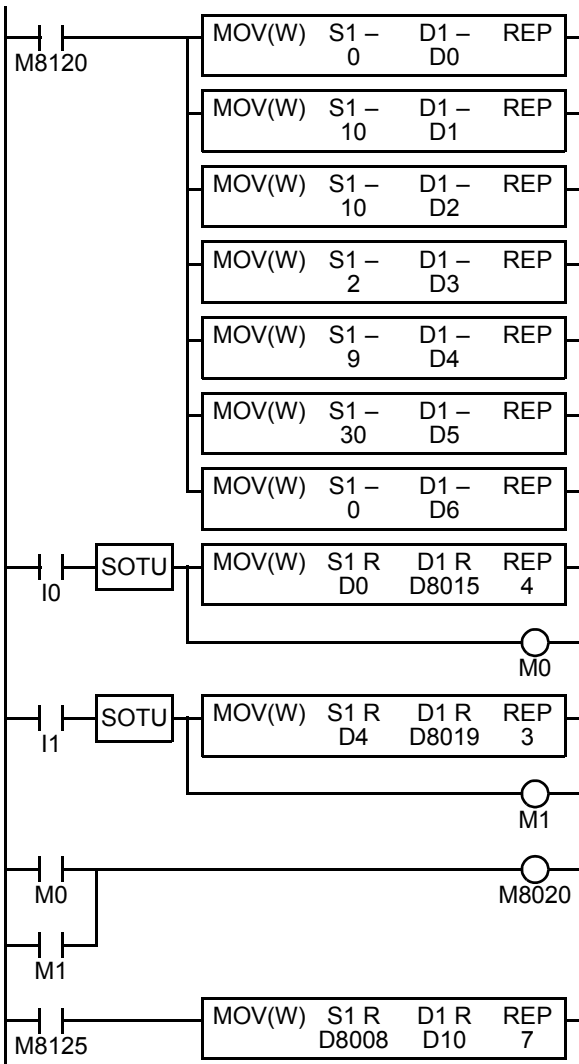 MOV(W) S1 – D1 – REP
0 D0
M8120
MOV(W) S1 – D1 – REP
10 D1
MOV(W) S1 – D1 – REP
10 D2
MOV(W) S1 – D1 – REP
2 D3
MOV(W) S1 – D1 – REP
9 D4
MOV(W) S1 – D1 – REP
30 D5
MOV(W) S1 – D1 – REP
0 D6
SOTU MOV(W) S1 R D1 R REP
I0 D0 D8015 4
M0
SOTU MOV(W) S1 R D1 R REP
I1 D4 D8019 3
M1
M0 M8020
M1
MOV(W) S1 R D1 R REP
M8125 D8008 D10 7